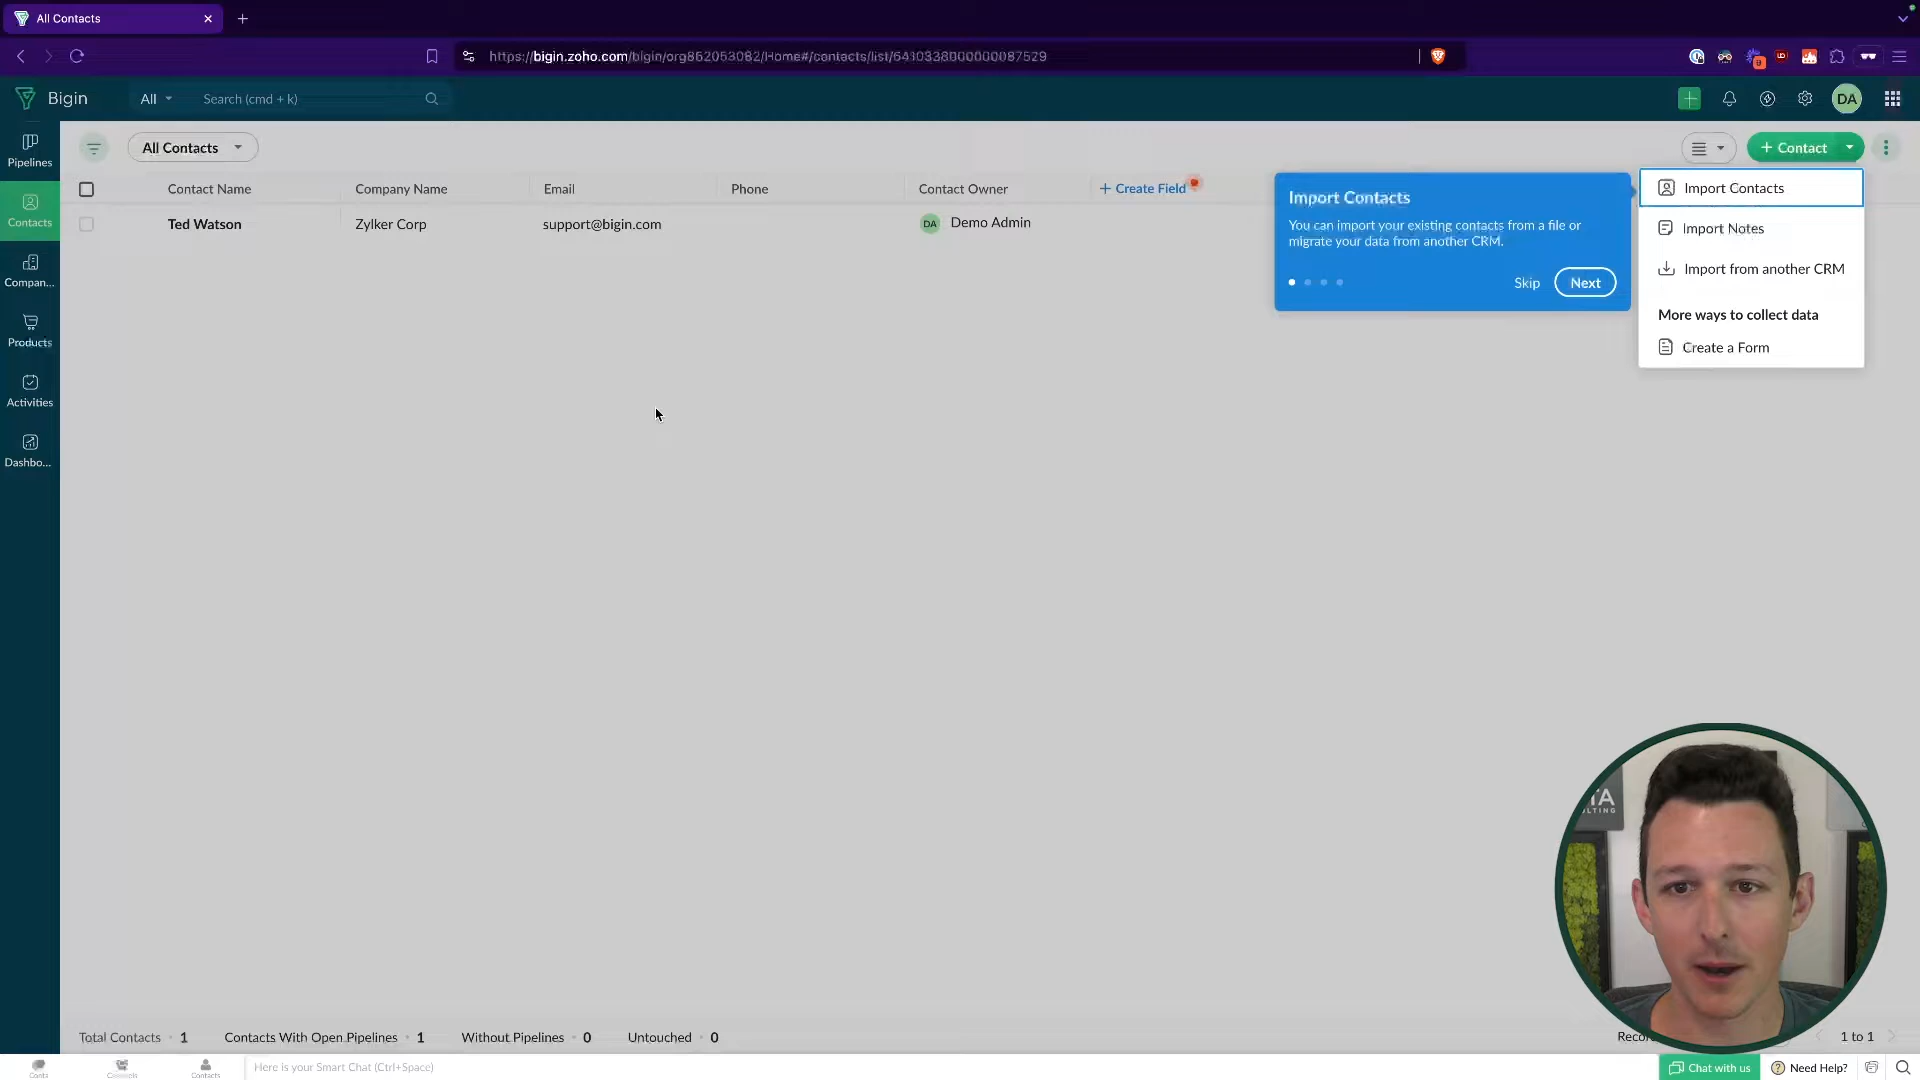 All Contacts
https://bigin.zoho.com/bigin/org862053082/Home#/contacts/list/
Bigin
All
Search (cmd + k)
DA
Pipelines
Contacts
Compan...
Products
Activities
Dashbo...
All Contacts
+ Contact
Contact Name
Company Name
Email
Phone
Contact Owner
+ Create Field
Ted Watson
Zylker Corp
support@bigin.com
DA
Demo Admin
Import Contacts
You can import your existing contacts from a file or
migrate your data from another CRM.
Skip
Next
Import Contacts
Import Notes
Import from another CRM
More ways to collect data
Create a Form
Total Contacts · 1
Contacts With Open Pipelines · 1
Without Pipelines · 0
Untouched · 0
1 to 1
Contacts
Here is your Smart Chat (Ctrl+Space)
Chat with us
Need Help?